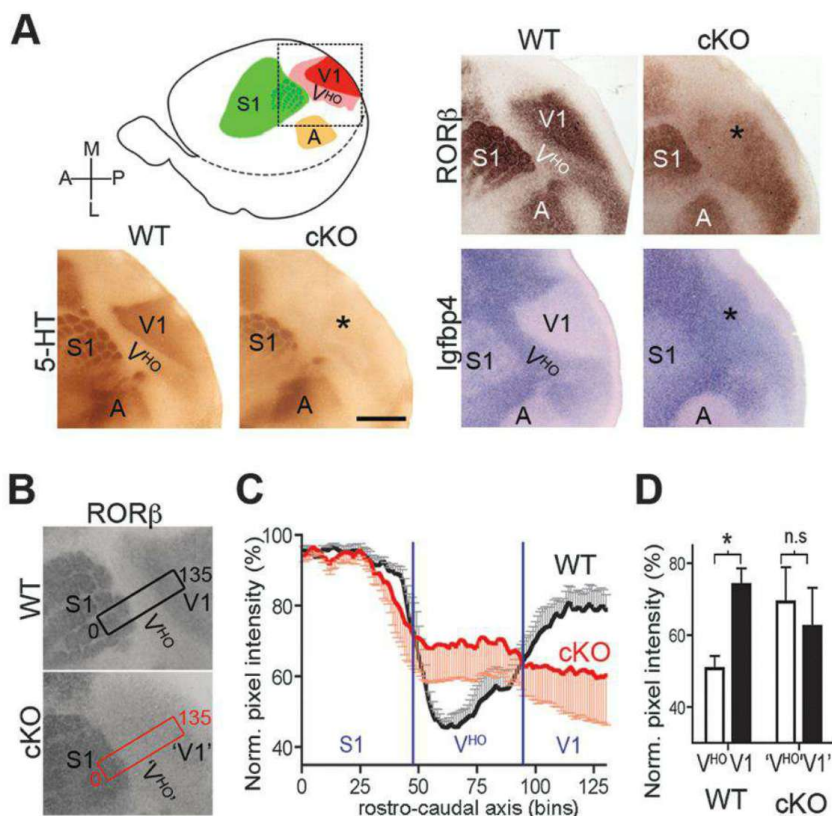 A
WT
cKO
S1
V1
VHO
A
M
A
P
L
RORβ
S1
V1
VHO
A
S1
*
A
WT
cKO
5-HT
S1
V1
VHO
A
S1
*
A
Igfbp4
S1
V1
VHO
A
S1
*
A
B
RORβ
WT
S1
0
135
V1
VHO
cKO
S1
0
135
'V1'
'VHO'
C
Norm. pixel intensity (%)
100
80
60
40
WT
cKO
S1
VHO
V1
0
25
50
75
100
125
rostro-caudal axis (bins)
D
Norm. pixel intensity (%)
80
60
40
*
n.s
VHO V1
'VHO' 'V1'
WT
cKO